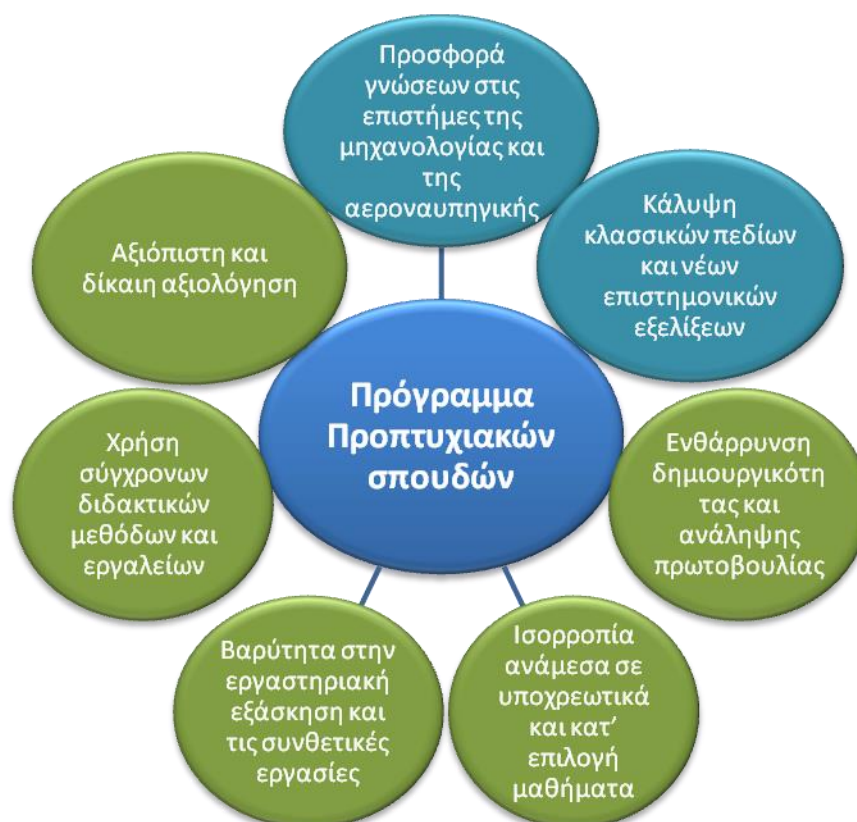 Προσφορά
γνώσεων στις
επιστήμες της
μηχανολογίας και
της
αεροναυπηγικής
Κάλυψη
κλασσικών πεδίων
και νέων
επιστημονικών
εξελίξεων
Ενθάρρυνση
δημιουργικότη
τας και
ανάληψης
πρωτοβουλίας
Ισορροπία
ανάμεσα σε
υποχρεωτικά
και κατ’
επιλογή
μαθήματα
Βαρύτητα στην
εργαστηριακή
εξάσκηση και
τις συνθετικές
εργασίες
Χρήση
σύγχρονων
διδακτικών
μεθόδων και
εργαλείων
Αξιόπιστη και
δίκαιη αξιολόγηση
Πρόγραμμα
Προπτυχιακών
σπουδών